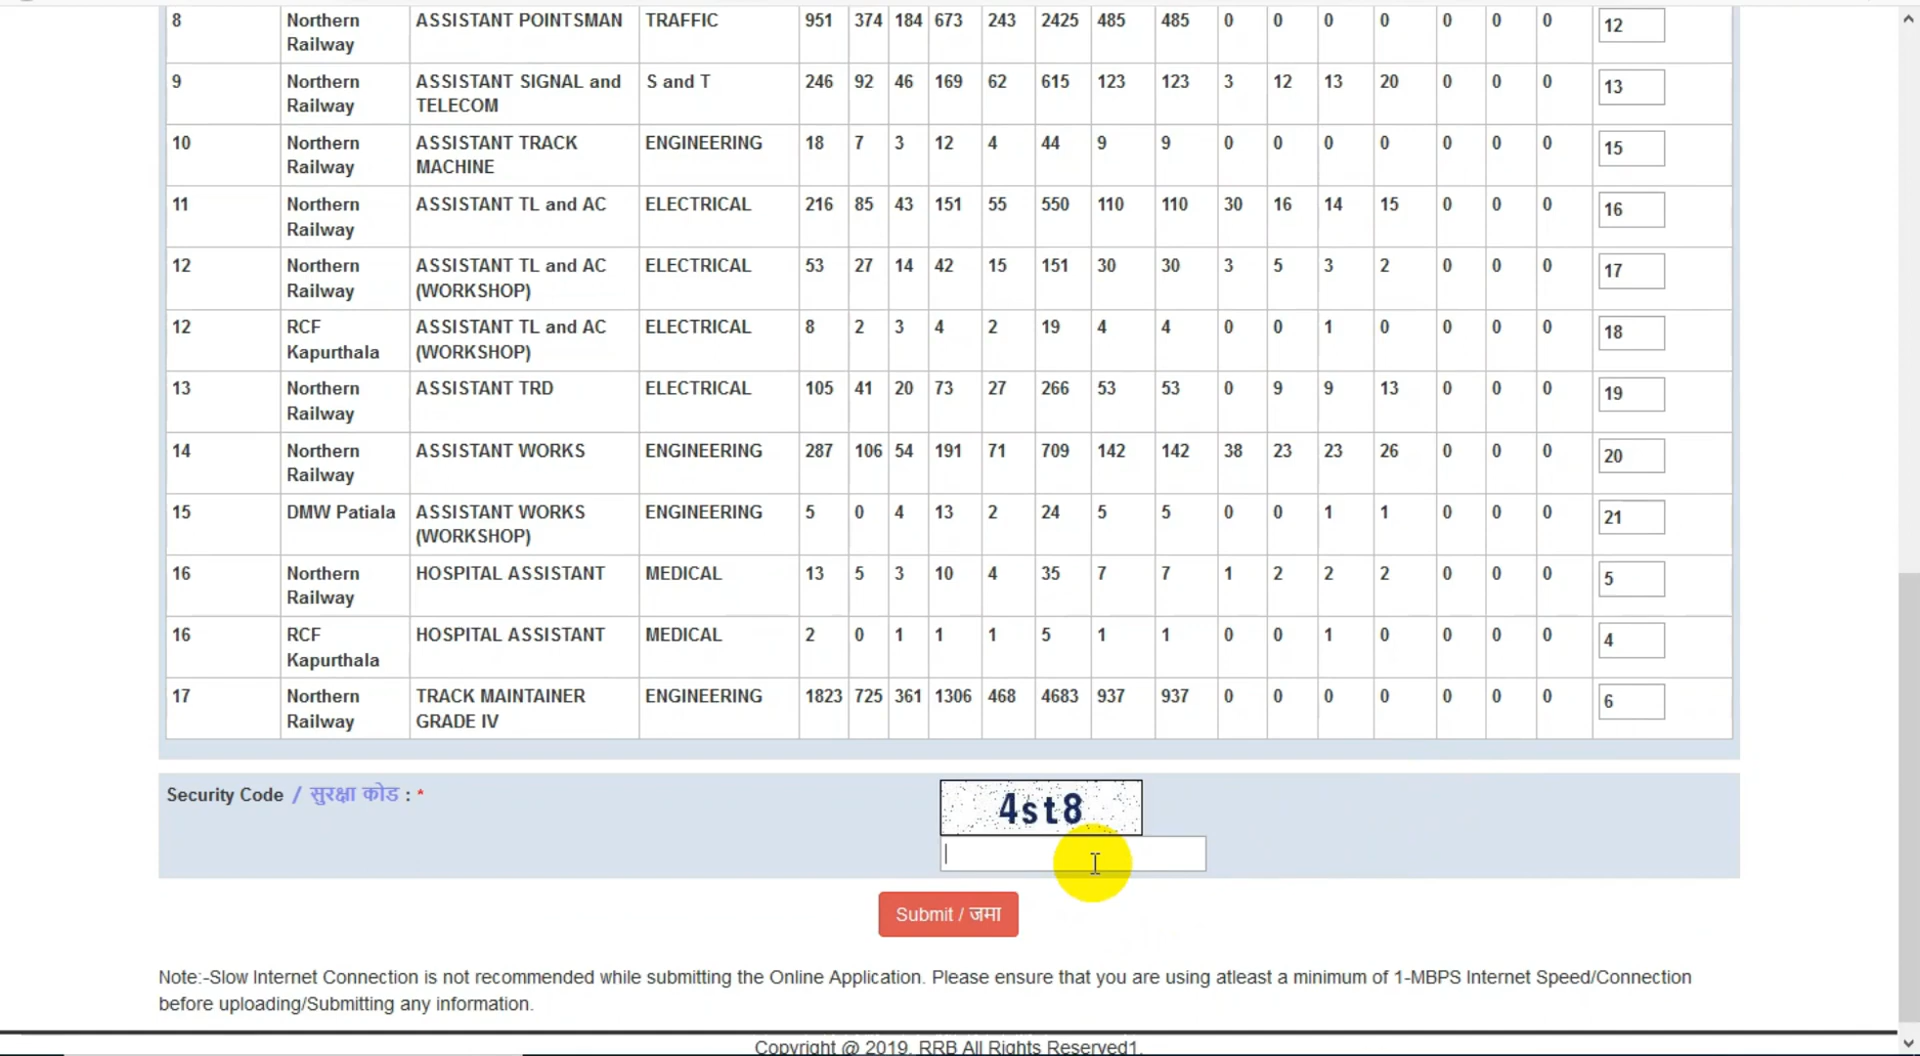 8 Northern Railway ASSISTANT POINTSMAN TRAFFIC 951 374 184 673 243 2425 485 485 0 0 0 0 0 0 0 12
9 Northern Railway ASSISTANT SIGNAL and TELECOM S and T 246 92 46 169 62 615 123 123 3 12 13 20 0 0 0 13
10 Northern Railway ASSISTANT TRACK MACHINE ENGINEERING 18 7 3 12 4 44 9 9 0 0 0 0 0 0 0 15
11 Northern Railway ASSISTANT TL and AC ELECTRICAL 216 85 43 151 55 550 110 110 30 16 14 15 0 0 0 16
12 Northern Railway ASSISTANT TL and AC (WORKSHOP) ELECTRICAL 53 27 14 42 15 151 30 30 3 5 3 2 0 0 0 17
12 RCF Kapurthala ASSISTANT TL and AC (WORKSHOP) ELECTRICAL 8 2 3 4 2 19 4 4 0 0 1 0 0 0 0 18
13 Northern Railway ASSISTANT TRD ELECTRICAL 105 41 20 73 27 266 53 53 0 9 9 13 0 0 0 19
14 Northern Railway ASSISTANT WORKS ENGINEERING 287 106 54 191 71 709 142 142 38 23 23 26 0 0 0 20
15 DMW Patiala ASSISTANT WORKS (WORKSHOP) ENGINEERING 5 0 4 13 2 24 5 5 0 0 1 1 0 0 0 21
16 Northern Railway HOSPITAL ASSISTANT MEDICAL 13 5 3 10 4 35 7 7 1 2 2 2 0 0 0 5
16 RCF Kapurthala HOSPITAL ASSISTANT MEDICAL 2 0 1 1 1 5 1 1 0 0 1 0 0 0 0 4
17 Northern Railway TRACK MAINTAINER GRADE IV ENGINEERING 1823 725 361 1306 468 4683 937 937 0 0 0 0 0 0 0 6
Security Code / सुरक्षा कोड : *
4st8
Submit / जमा
Note:-Slow Internet Connection is not recommended while submitting the Online Application. Please ensure that you are using atleast a minimum of 1-MBPS Internet Speed/Connection
before uploading/Submitting any information.
Copyright @ 2019. RRB All Rights Reserved1.